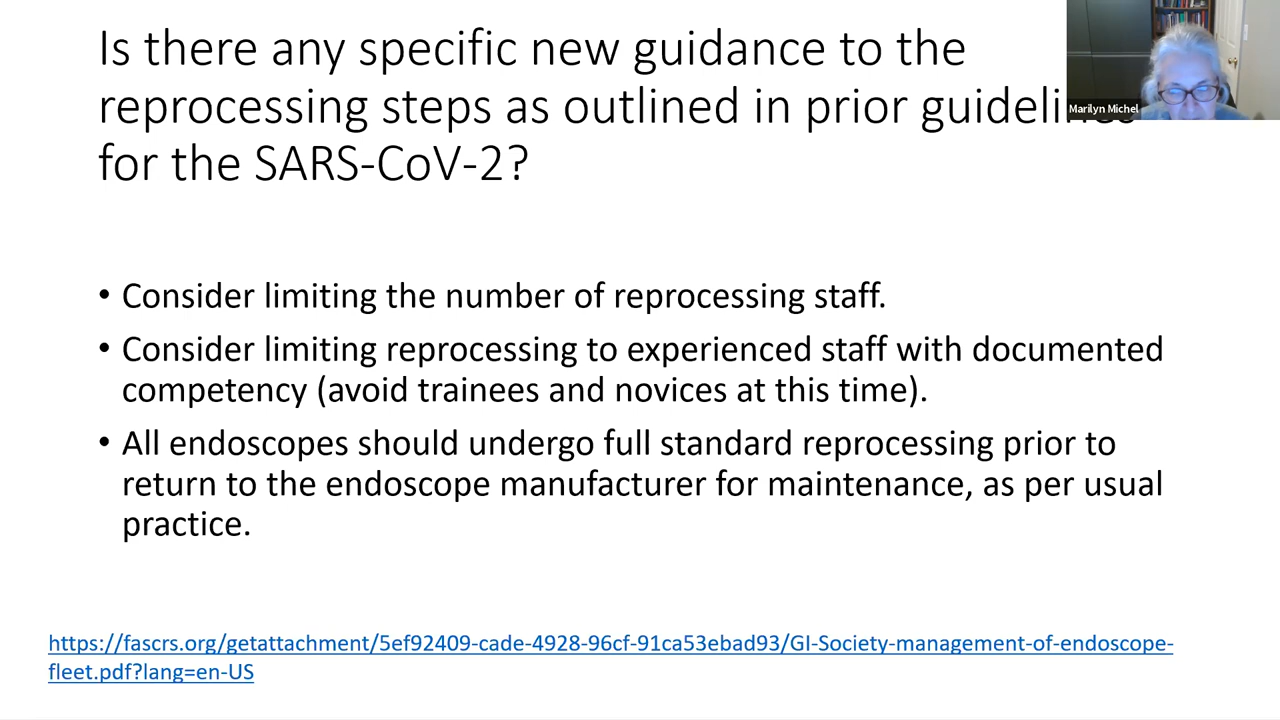 Is there any specific new guidance to the
reprocessing steps as outlined in prior
for the SARS-CoV-2?
Marilyn Michel
• Consider limiting the number of reprocessing staff.
• Consider limiting reprocessing to experienced staff with documented
competency (avoid trainees and novices at this time).
• All endoscopes should undergo full standard reprocessing prior to
return to the endoscope manufacturer for maintenance, as per usual
practice.
https://fascrs.org/getattachment/5ef92409-cade-4928-96cf-91ca53ebad93/GI-Society-management-of-endoscope-
fleet.pdf?lang=en-US